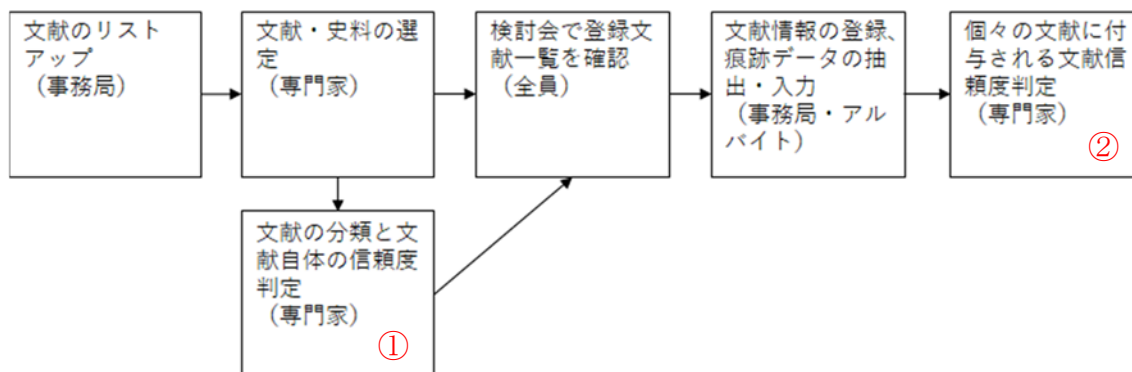 文献のリスト
アップ
（事務局）
文献・史料の選
定
（専門家）
検討会で登録文
献一覧を確認
（全員）
文献情報の登録、
痕跡データの抽
出・入力
（事務局・アル
バイト）
個々の文献に付
与される文献信
頼度判定
（専門家）
②
文献の分類と文
献自体の信頼度
判定
（専門家）
①